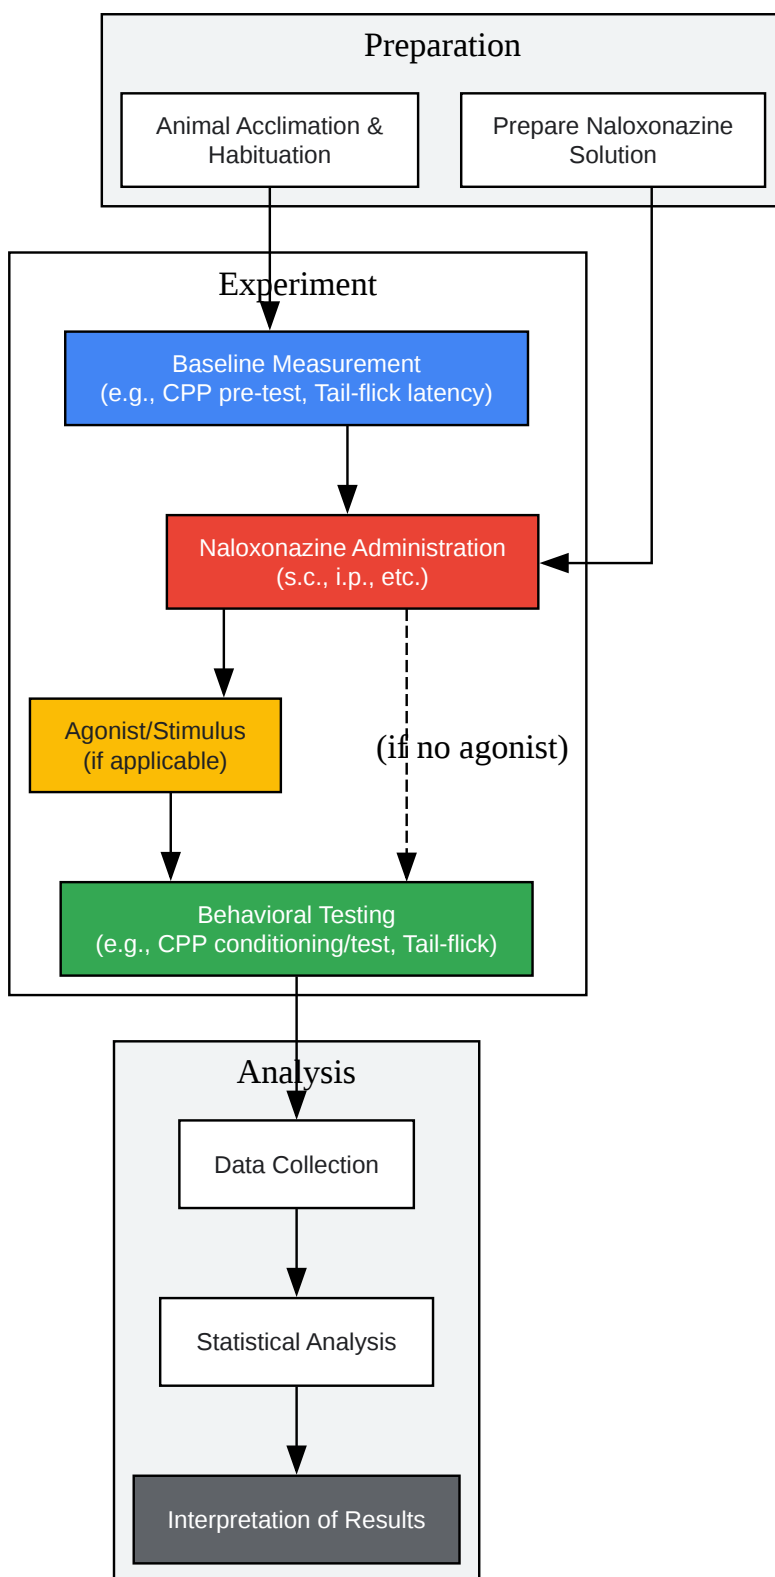 Preparation
Animal Acclimation &
Habituation
Prepare Naloxonazine
Solution
Experiment
Baseline Measurement
(e.g., CPP pre-test, Tail-flick latency)
Naloxonazine Administration
(s.c., i.p., etc.)
Agonist/Stimulus
(if applicable)
(if no agonist)
Behavioral Testing
(e.g., CPP conditioning/test, Tail-flick)
Analysis
Data Collection
Statistical Analysis
Interpretation of Results